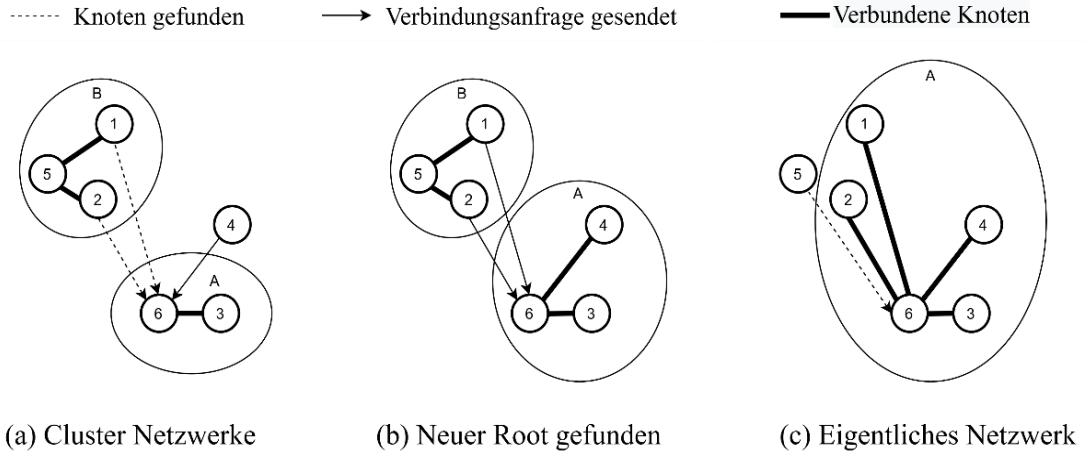 Knoten gefunden
Verbindungsanfrage gesendet
Verbundene Knoten
B
1
5
2
4
A
6
3
B
1
5
2
A
4
6
3
A
1
5
2
4
6
3
(a) Cluster Netzwerke
(b) Neuer Root gefunden
(c) Eigentliches Netzwerk